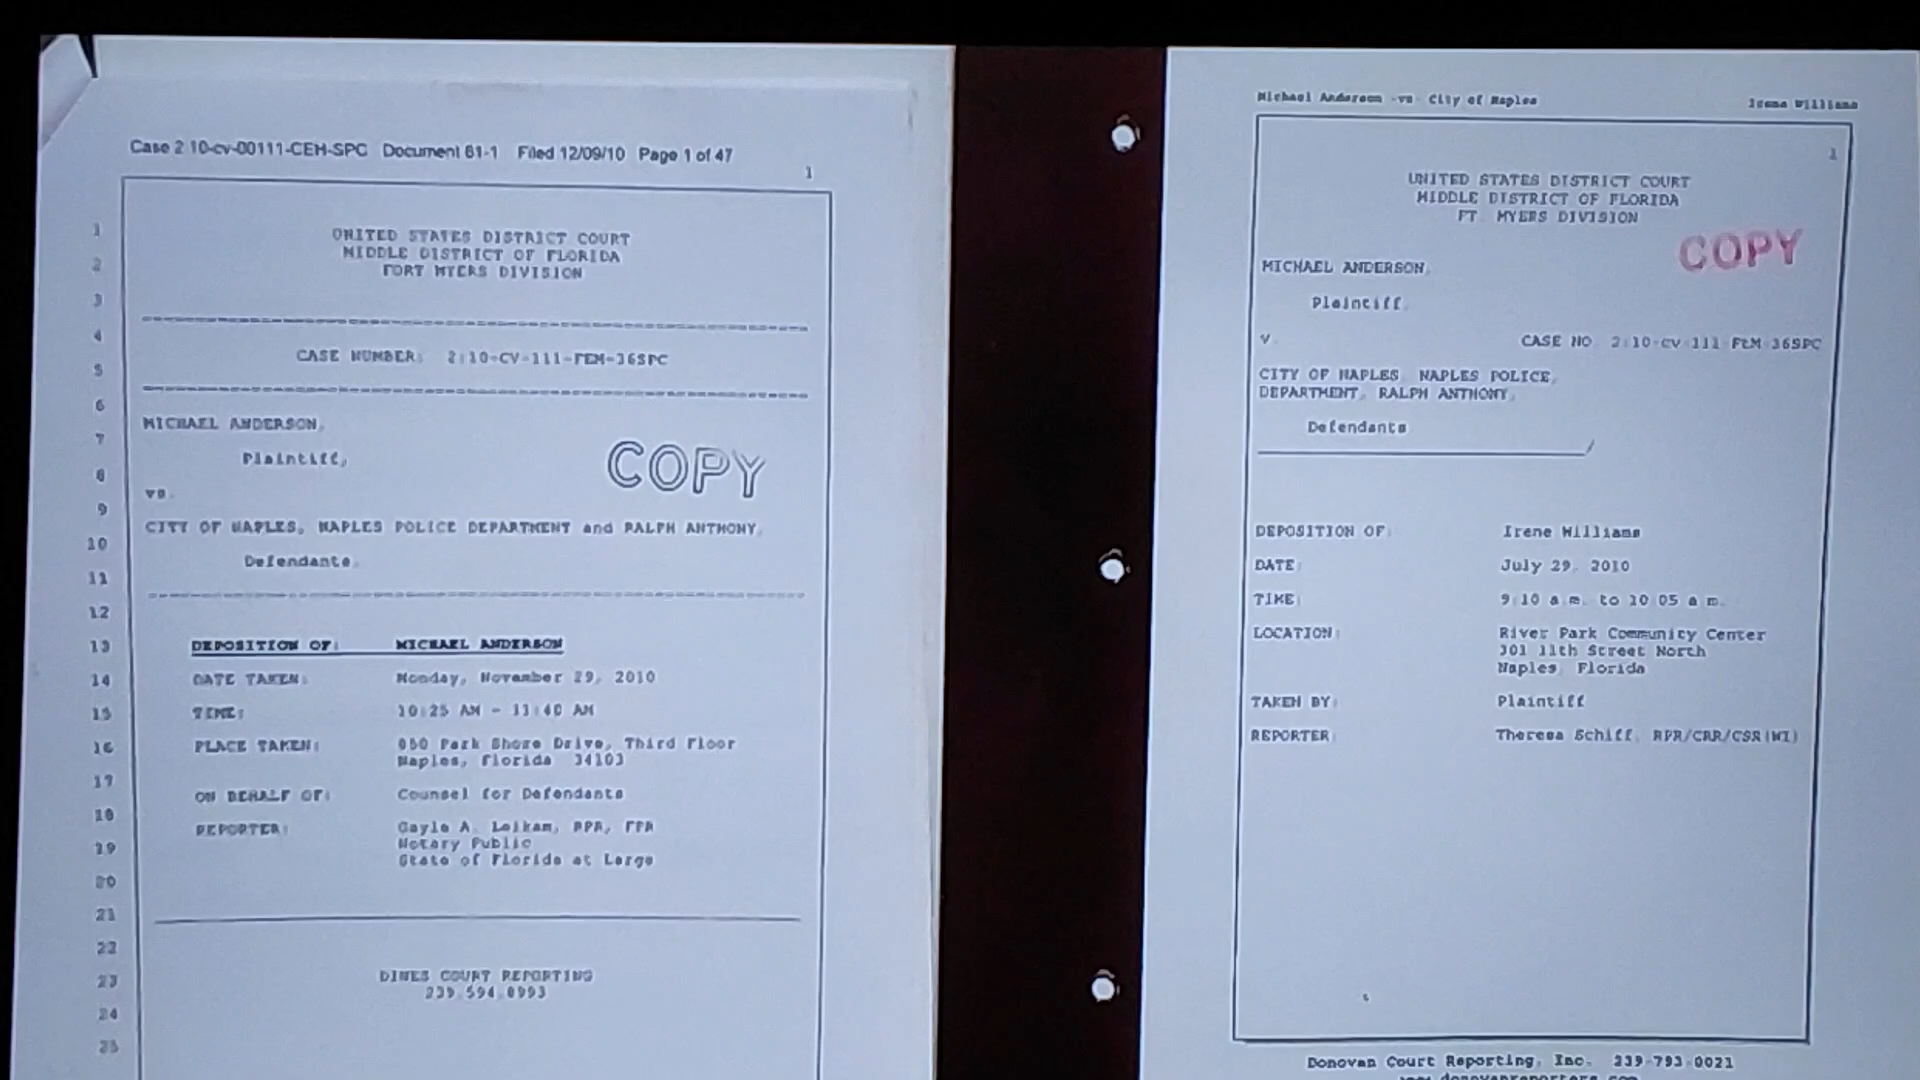 Case 2 10-cv-00111-CEH-SPC Document 61-1 Filed 12/09/10 Page 1 of 47
1
1
2
3
4
5
6
7
8
9
10
11
12
13
14
15
16
17
18
19
20
21
22
23
24
25
UNITED STATES DISTRICT COURT
MIDDLE DISTRICT OF FLORIDA
FORT MYERS DIVISION
CASE NUMBER: 2:10-CV-111-FEM-36SPC
MICHAEL ANDERSON,
Plaintiff,
COPY
vs.
CITY OF NAPLES, NAPLES POLICE DEPARTMENT and RALPH ANTHONY,
Defendants.
DEPOSITION OF: MICHAEL ANDERSON
DATE TAKEN: Monday, November 29, 2010
TIME: 10:25 AM - 11:40 AM
PLACE TAKEN: 850 Park Shore Drive, Third Floor
Naples, Florida 34103
ON BEHALF OF: Counsel for Defendants
REPORTER: Gayle A. Leikam, RPR, FPR
Notary Public
State of Florida at Large
DINES COURT REPORTING
239.594.8993
Michael Anderson -vs- City of Naples Irene Williams
1
UNITED STATES DISTRICT COURT
MIDDLE DISTRICT OF FLORIDA
FT. MYERS DIVISION
COPY
MICHAEL ANDERSON,
Plaintiff,
v. CASE NO. 2:10-cv-111-FtM-36SPC
CITY OF NAPLES, NAPLES POLICE,
DEPARTMENT, RALPH ANTHONY,
Defendants
/
DEPOSITION OF: Irene Williams
DATE: July 29, 2010
TIME: 9:10 a.m. to 10:05 a.m.
LOCATION: River Park Community Center
301 11th Street North
Naples, Florida
TAKEN BY: Plaintiff
REPORTER: Theresa Schiff, RPR/CRR/CSR(WI)
Donovan Court Reporting, Inc. 239-793-0021
www.donovanreporters.com